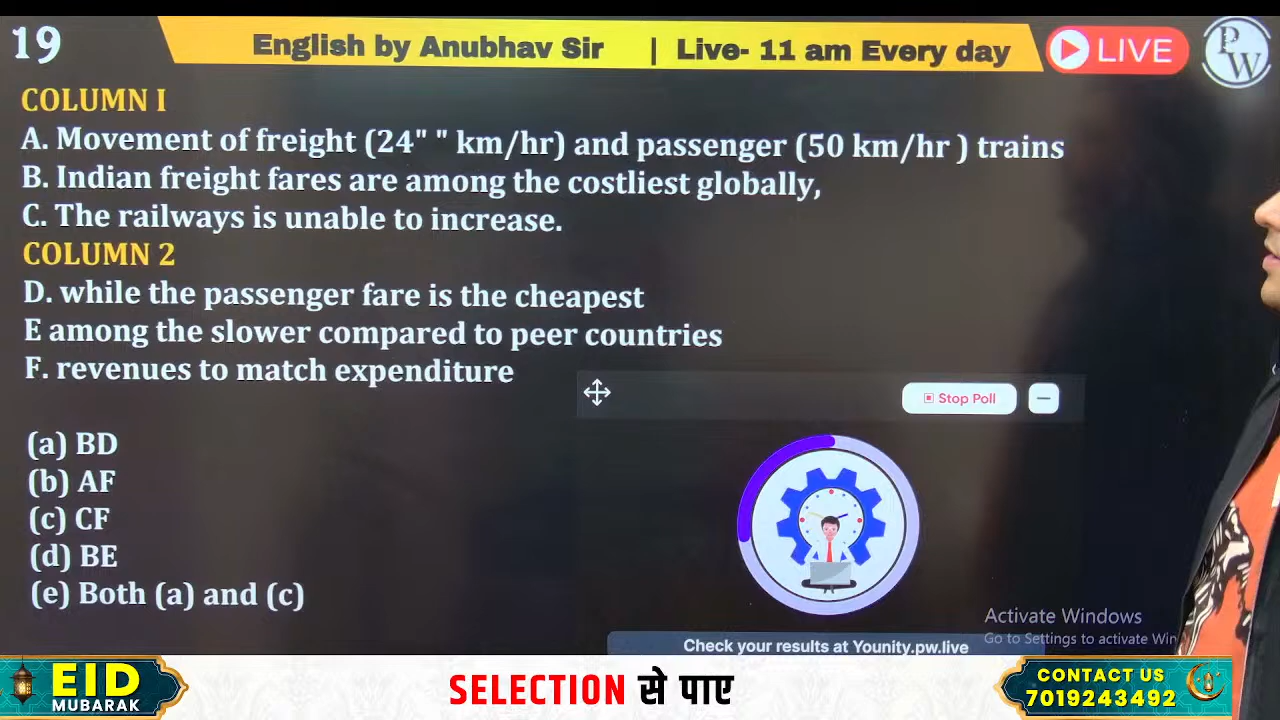 19
English by Anubhav Sir | Live- 11 am Every day
LIVE
PW
COLUMN I
A. Movement of freight (24" " km/hr) and passenger (50 km/hr ) trains
B. Indian freight fares are among the costliest globally,
C. The railways is unable to increase.
COLUMN 2
D. while the passenger fare is the cheapest
E among the slower compared to peer countries
F. revenues to match expenditure
Stop Poll
(a) BD
(b) AF
(c) CF
(d) BE
(e) Both (a) and (c)
Activate Windows
Go to Settings to activate Win
Check your results at Younity.pw.live
EID
MUBARAK
SELECTION से पाए
CONTACT US
7019243492